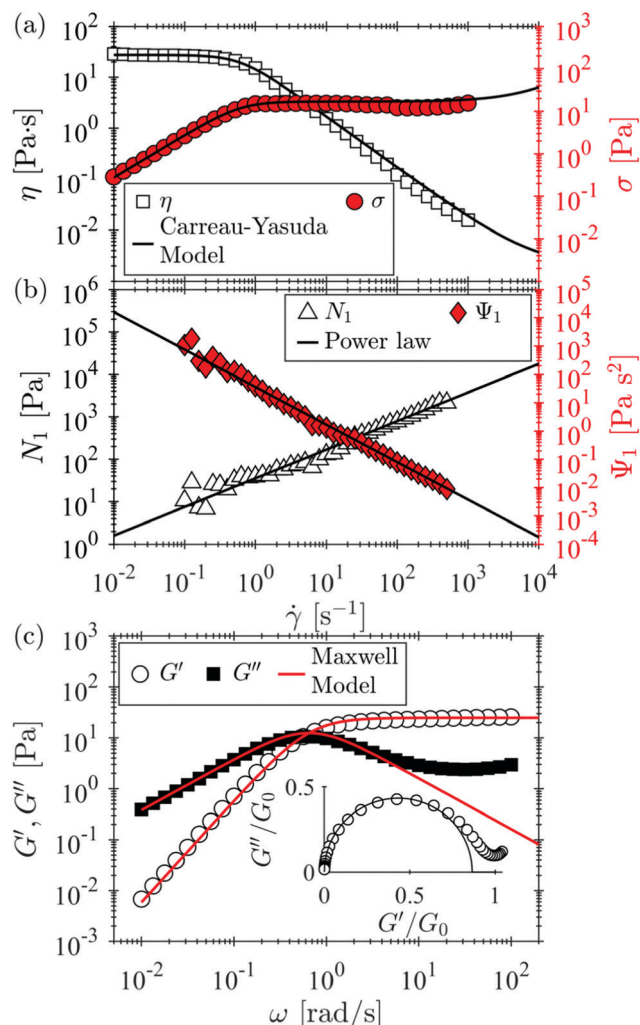 (a)
10^2
10^0
10^-1
10^-2
η [Pa·s]
10^3
10^2
10^1
10^0
10^-1
10^-2
σ [Pa]
η
σ
Carreau-Yasuda
Model
(b)
10^6
10^5
10^4
10^3
10^2
10^1
10^0
N_1 [Pa]
10^5
10^4
10^3
10^2
10^1
10^0
10^-1
10^-2
10^-3
10^-4
Ψ_1 [Pa s^2]
N_1
Ψ_1
Power law
10^-2
10^-1
10^0
10^1
10^2
10^3
10^4
γ̇ [s^-1]
(c)
10^3
10^2
10^1
10^0
10^-1
10^-2
10^-3
G′, G″ [Pa]
G′
G″
Maxwell
Model
0.5
0
G″/G_0
0
0.5
1
G′/G_0
10^-2
10^-1
10^0
10^1
10^2
ω [rad/s]